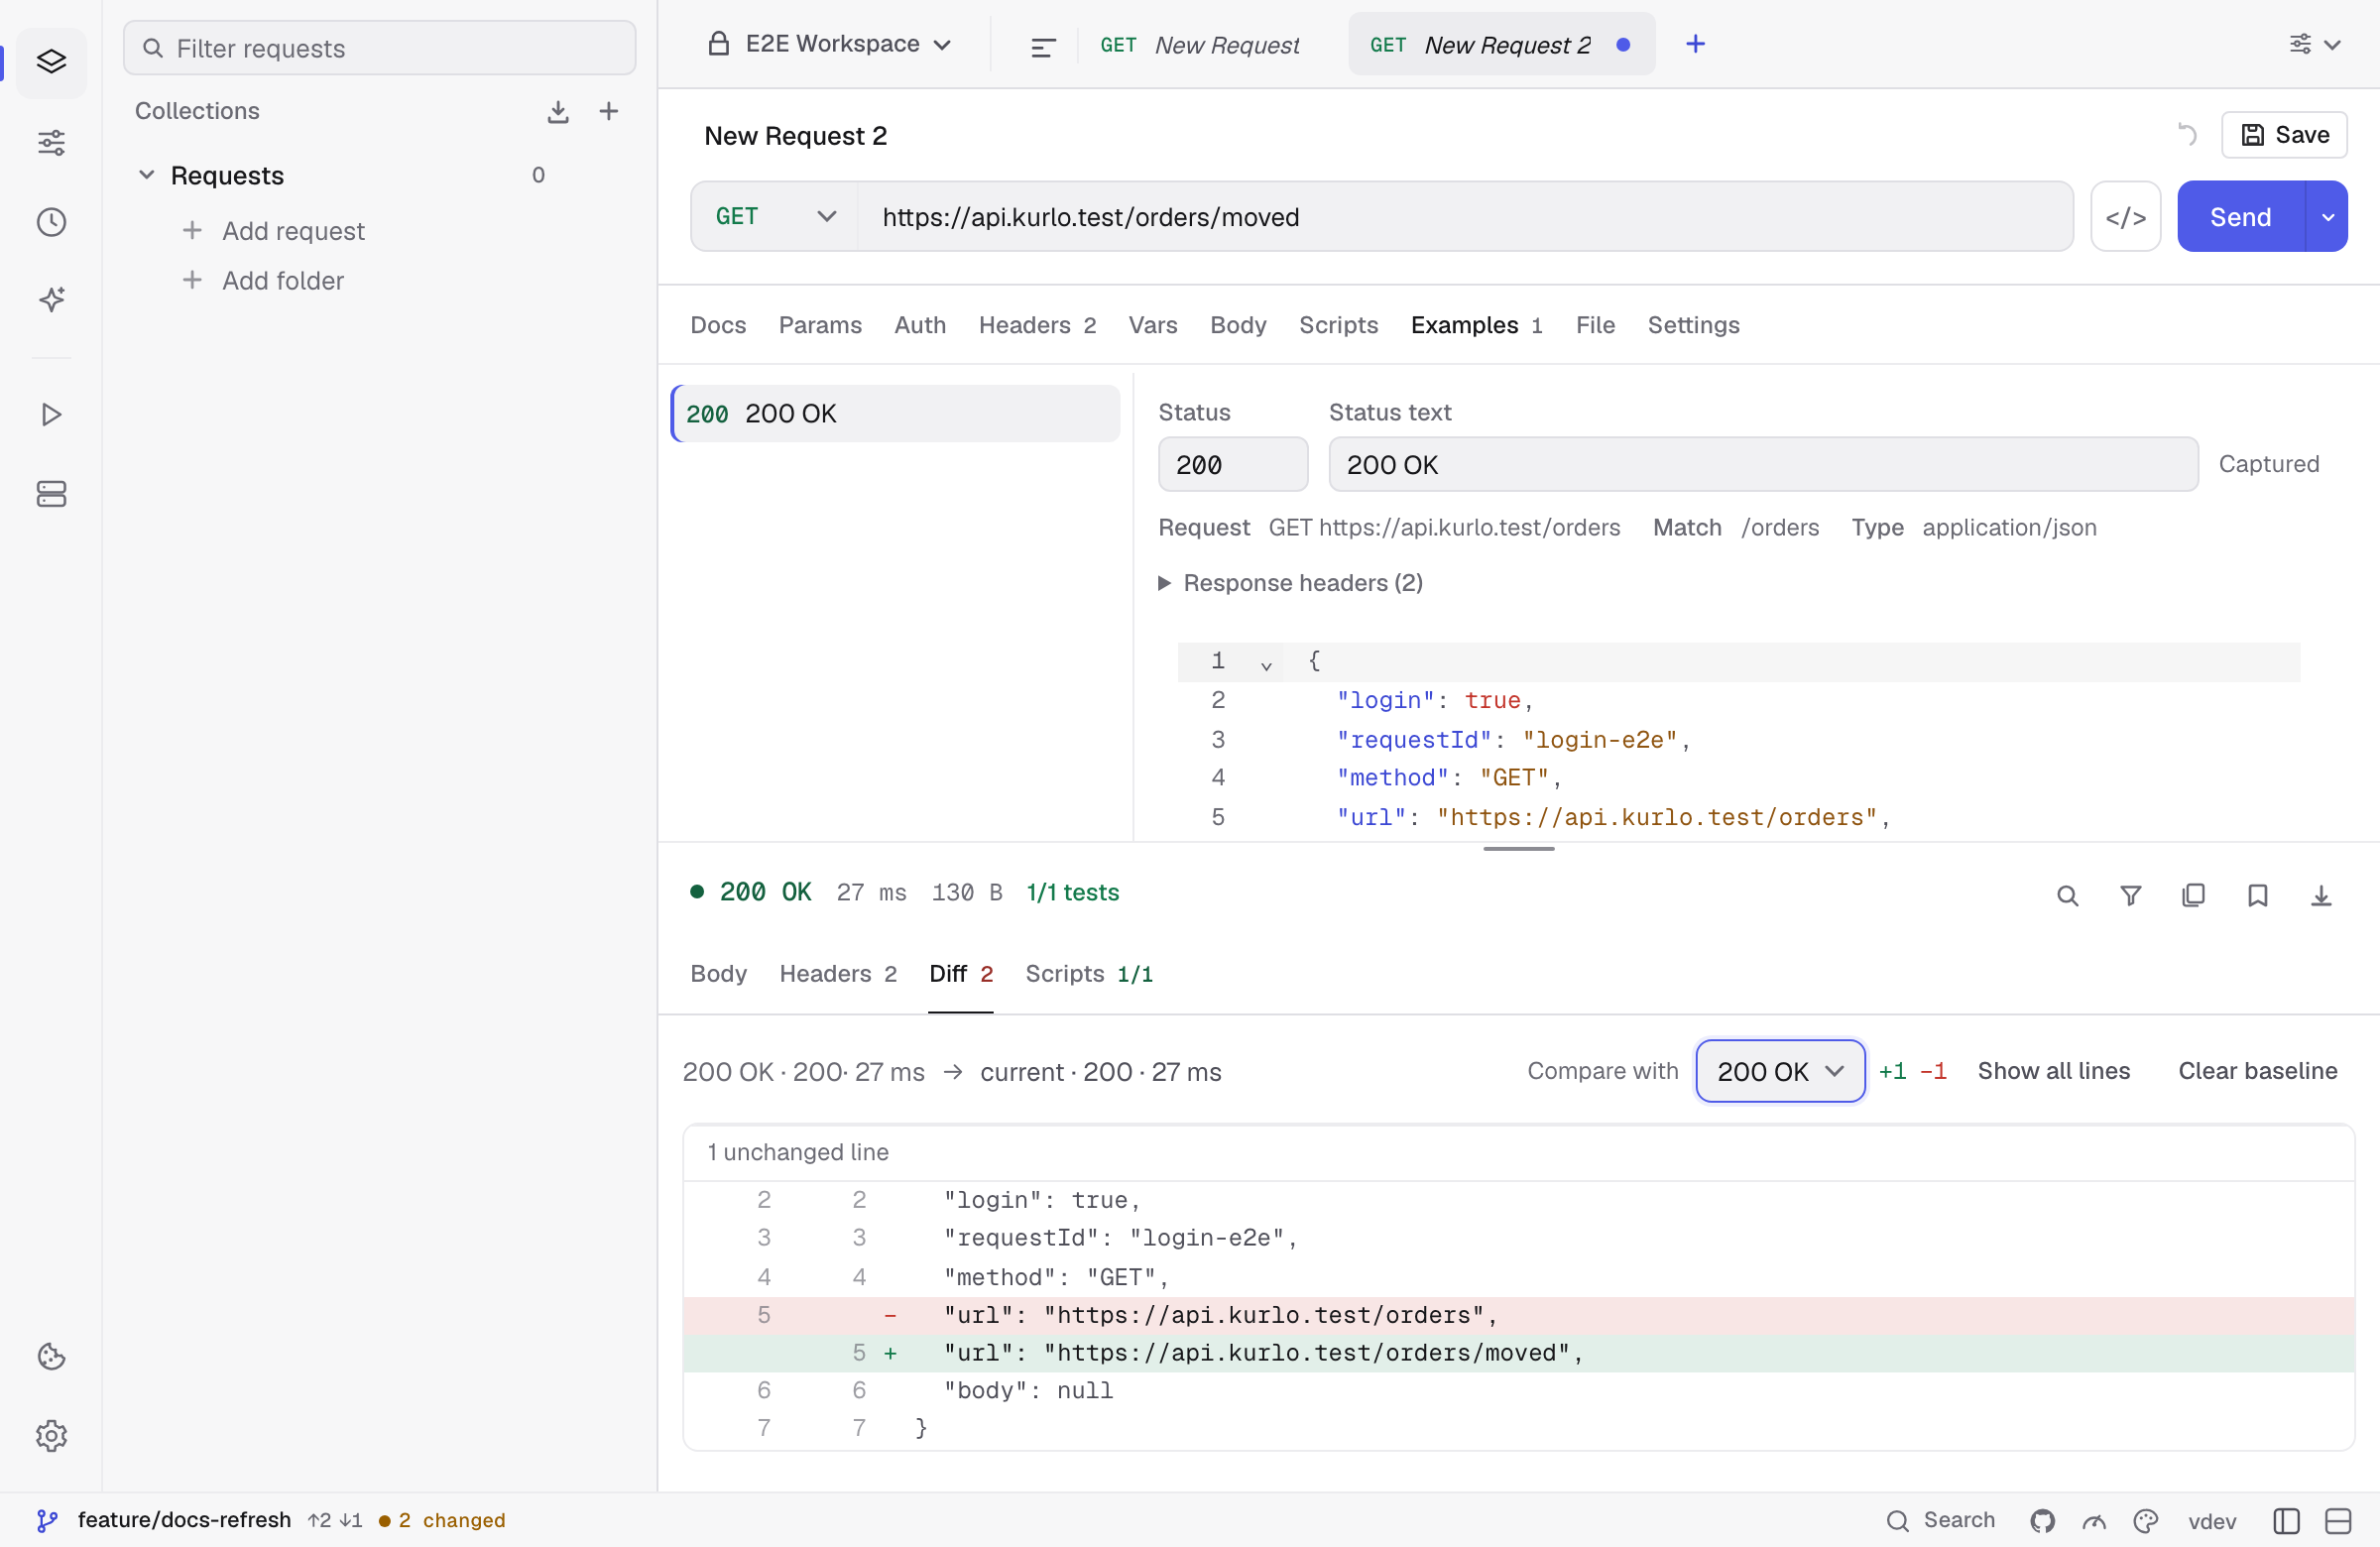 Filter requests
Collections
Requests 0
Add request
Add folder
E2E Workspace
GET New Request
GET New Request 2
New Request 2
Save
GET https://api.kurlo.test/orders/moved
</>
Send
Docs Params Auth Headers 2 Vars Body Scripts Examples 1 File Settings
200 200 OK
Status Status text
200 200 OK Captured
Request GET https://api.kurlo.test/orders Match /orders Type application/json
Response headers (2)
1 {
2 "login": true,
3 "requestId": "login-e2e",
4 "method": "GET",
5 "url": "https://api.kurlo.test/orders",
200 OK 27 ms 130 B 1/1 tests
Body Headers 2 Diff 2 Scripts 1/1
200 OK · 200· 27 ms → current · 200 · 27 ms
Compare with 200 OK +1 −1 Show all lines Clear baseline
1 unchanged line
2 2 "login": true,
3 3 "requestId": "login-e2e",
4 4 "method": "GET",
5 − "url": "https://api.kurlo.test/orders",
5 + "url": "https://api.kurlo.test/orders/moved",
6 6 "body": null
7 7 }
feature/docs-refresh ↑2 ↓1 2 changed
Search vdev